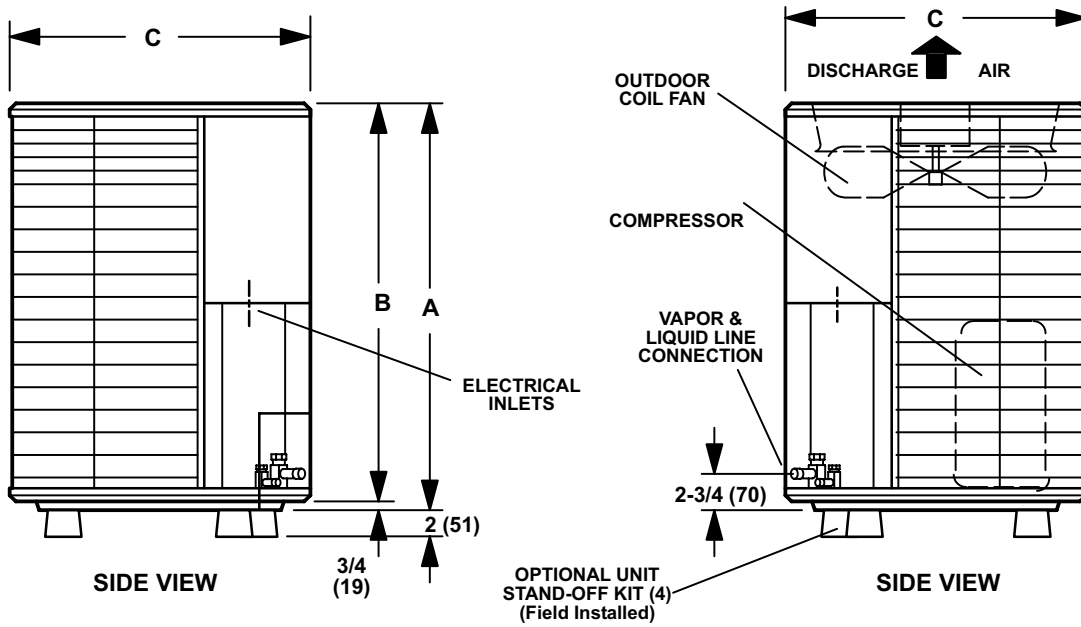 C
B
A
ELECTRICAL
INLETS
2 (51)
3/4
(19)
SIDE VIEW
C
DISCHARGE AIR
OUTDOOR
COIL FAN
COMPRESSOR
VAPOR &
LIQUID LINE
CONNECTION
2-3/4 (70)
OPTIONAL UNIT
STAND-OFF KIT (4)
(Field Installed)
SIDE VIEW